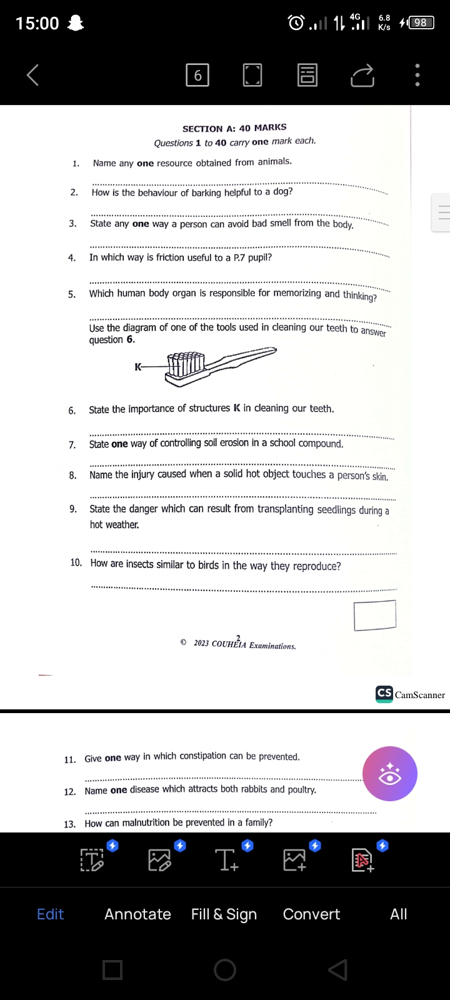 15:00
4G
6.8
K/s
98
6
SECTION A: 40 MARKS
Questions 1 to 40 carry one mark each.
1. Name any one resource obtained from animals.
2. How is the behaviour of barking helpful to a dog?
3. State any one way a person can avoid bad smell from the body.
4. In which way is friction useful to a P.7 pupil?
5. Which human body organ is responsible for memorizing and thinking?
Use the diagram of one of the tools used in cleaning our teeth to answer
question 6.
K
6. State the importance of structures K in cleaning our teeth.
7. State one way of controlling soil erosion in a school compound.
8. Name the injury caused when a solid hot object touches a person's skin.
9. State the danger which can result from transplanting seedlings during a
hot weather.
10. How are insects similar to birds in the way they reproduce?
2
© 2023 COUHEIA Examinations.
CS CamScanner
11. Give one way in which constipation can be prevented.
12. Name one disease which attracts both rabbits and poultry.
13. How can malnutrition be prevented in a family?
Edit Annotate Fill & Sign Convert All